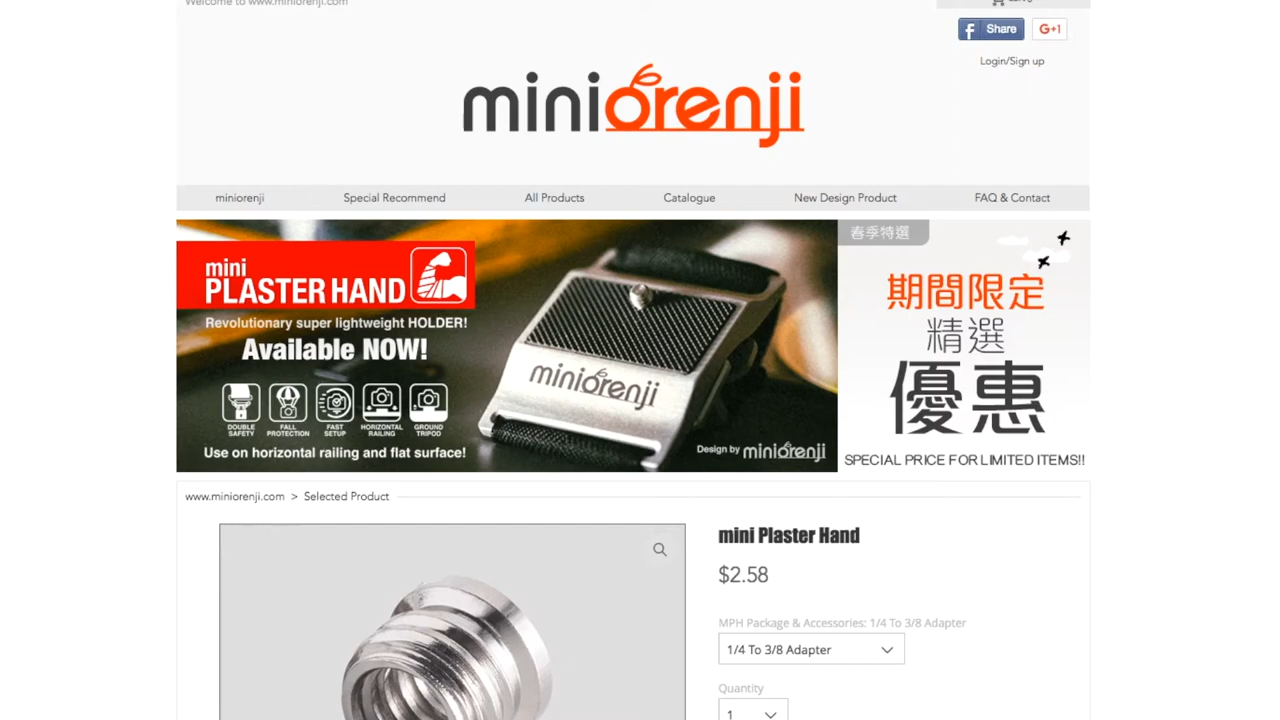 Welcome to www.miniorenji.com
Share
G+1
Login/Sign up
miniorenji
miniorenji
Special Recommend
All Products
Catalogue
New Design Product
FAQ & Contact
mini
PLASTER HAND
Revolutionary super lightweight HOLDER!
Available NOW!
DOUBLE SAFETY
FALL PROTECTION
FAST SETUP
HORIZONTAL RAILING
GROUND TRIPOD
Use on horizontal railing and flat surface!
miniorenji
Design by miniorenji
春季特選
期間限定
精選
優惠
SPECIAL PRICE FOR LIMITED ITEMS!!
www.miniorenji.com > Selected Product
mini Plaster Hand
$2.58
MPH Package & Accessories: 1/4 To 3/8 Adapter
1/4 To 3/8 Adapter
Quantity
1